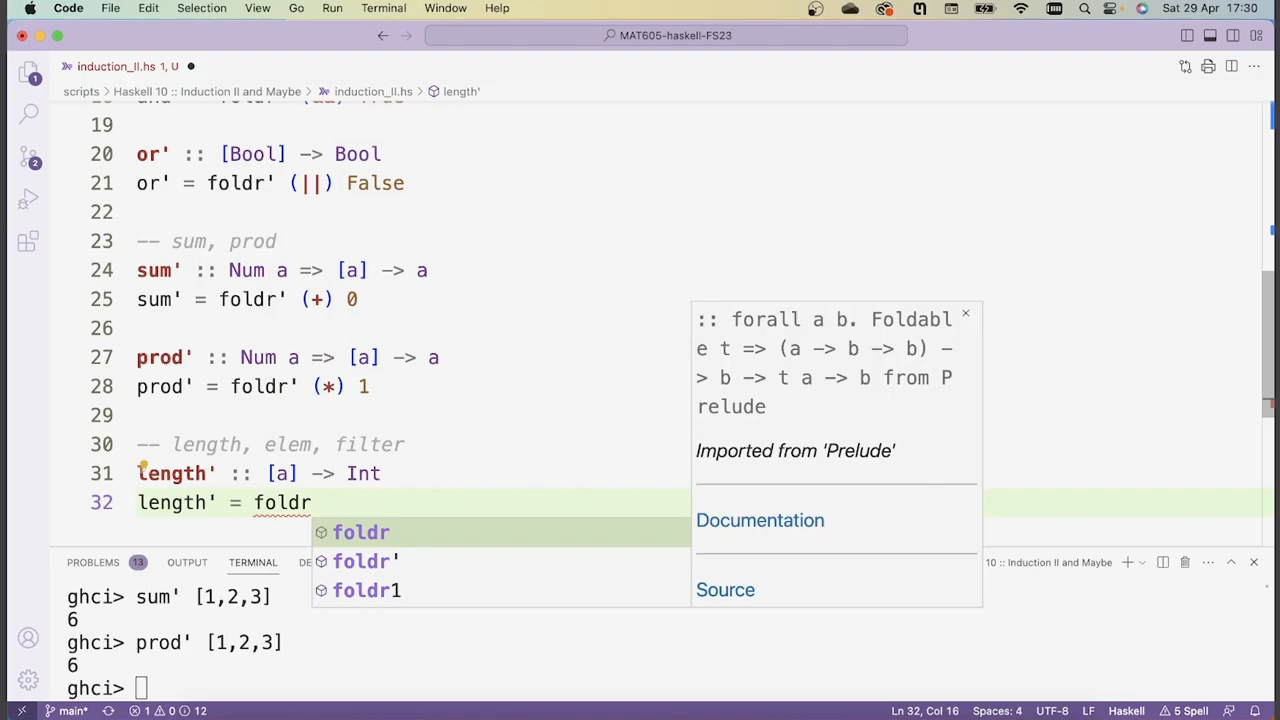 Code File Edit Selection View Go Run Terminal Window Help Sat 29 Apr 17:30
MAT605-haskell-FS23
induction_II.hs 1, U
scripts > Haskell 10 :: Induction II and Maybe > induction_II.hs > length'
19
20 or' :: [Bool] -> Bool
21 or' = foldr' (||) False
22
23 -- sum, prod
24 sum' :: Num a => [a] -> a
25 sum' = foldr' (+) 0
26
27 prod' :: Num a => [a] -> a
28 prod' = foldr' (*) 1
29
30 -- length, elem, filter
31 length' :: [a] -> Int
32 length' = foldr
foldr
foldr'
foldr1
:: forall a b. Foldabl
e t => (a -> b -> b) -
> b -> t a -> b from P
relude
Imported from 'Prelude'
Documentation
Source
PROBLEMS 13 OUTPUT TERMINAL DE
10 :: Induction II and Maybe
ghci> sum' [1,2,3]
6
ghci> prod' [1,2,3]
6
ghci>
main* 1 0 12 Ln 32, Col 16 Spaces: 4 UTF-8 LF Haskell 5 Spell